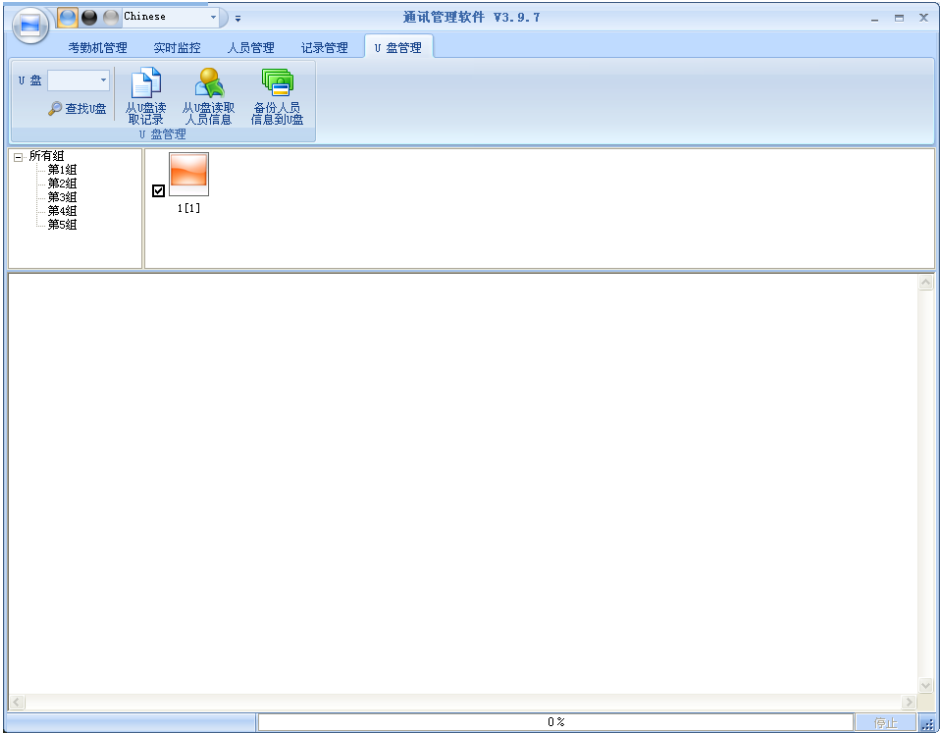 Chinese
通讯管理软件 V3.9.7
考勤机管理 实时监控 人员管理 记录管理 U 盘管理
U 盘
查找U盘
从U盘读
取记录
从U盘读取
人员信息
备份人员
信息到U盘
U 盘管理
所有组
第1组
第2组
第3组
第4组
第5组
1[1]
0%
停止